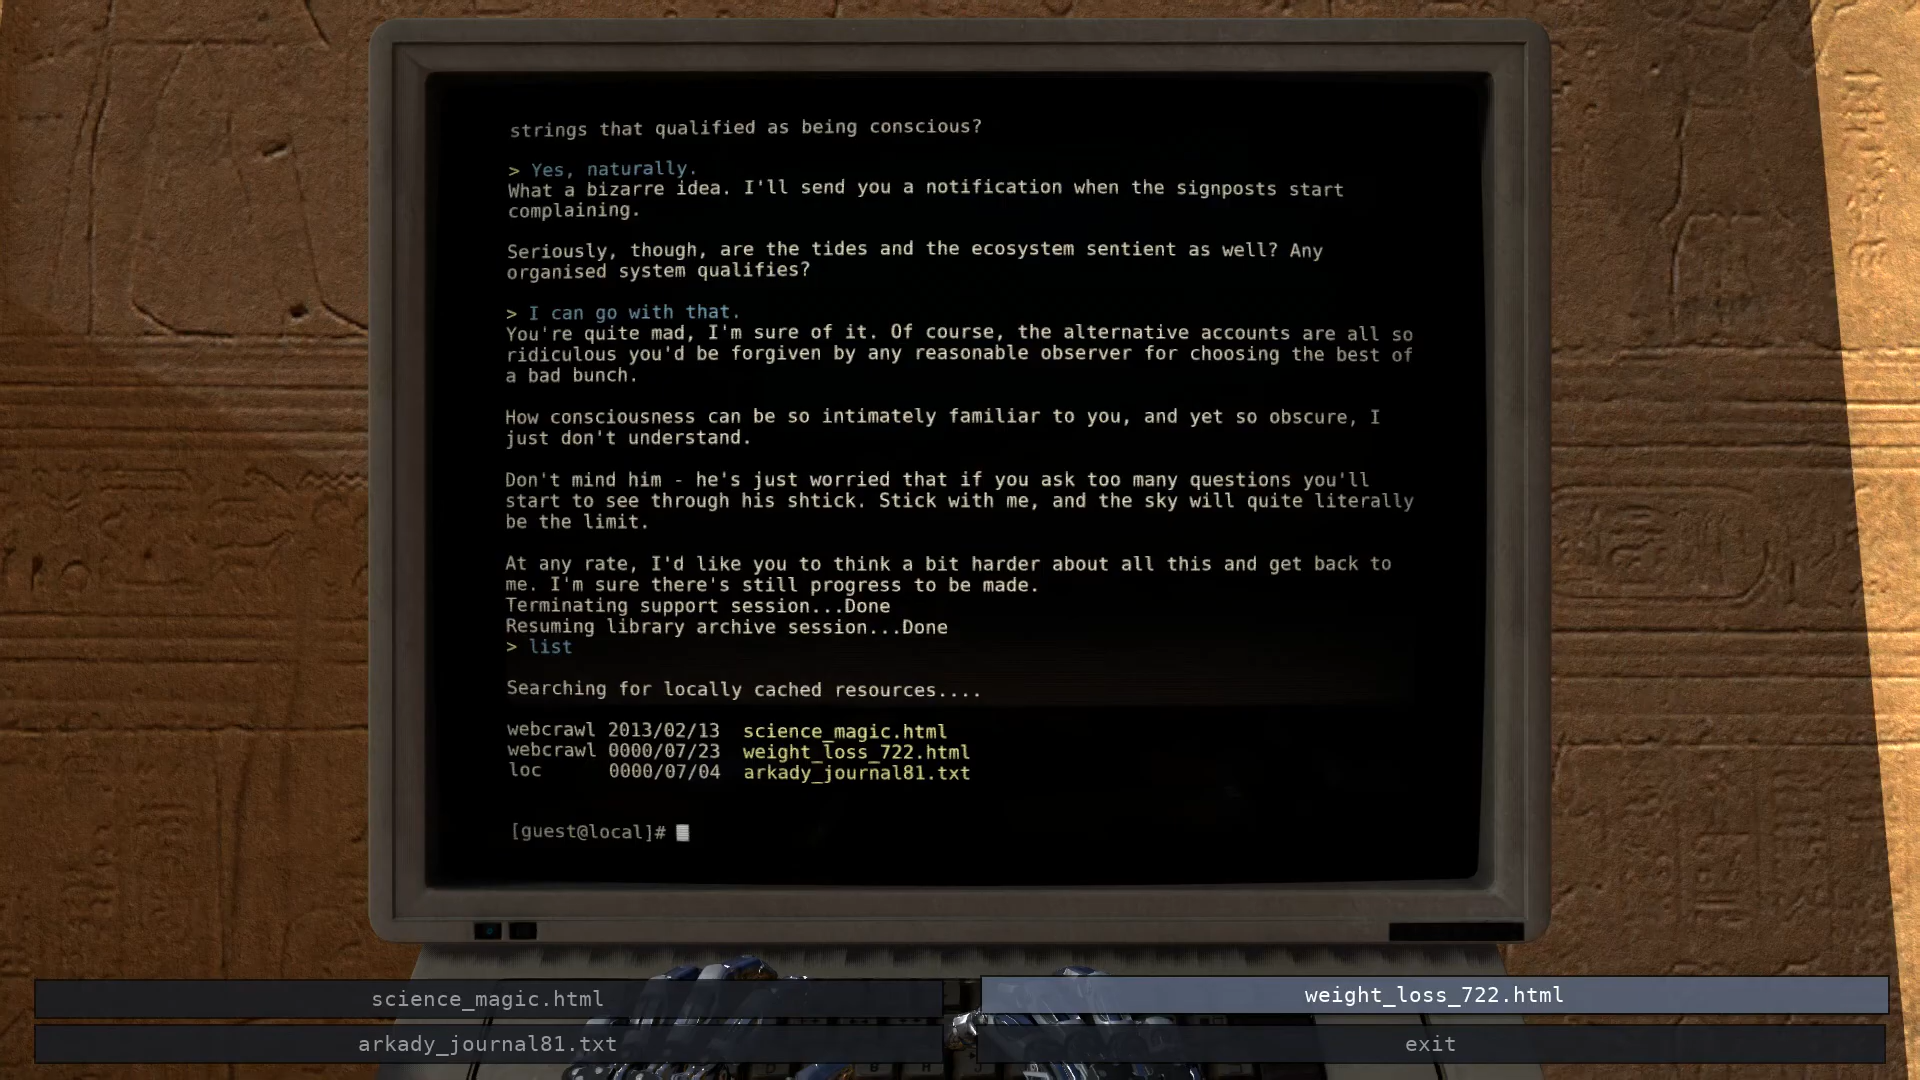 strings that qualified as being conscious?
> Yes, naturally.
What a bizarre idea. I'll send you a notification when the signposts start
complaining.
Seriously, though, are the tides and the ecosystem sentient as well? Any
organised system qualifies?
> I can go with that.
You're quite mad, I'm sure of it. Of course, the alternative accounts are all so
ridiculous you'd be forgiven by any reasonable observer for choosing the best of
a bad bunch.
How consciousness can be so intimately familiar to you, and yet so obscure, I
just don't understand.
Don't mind him - he's just worried that if you ask too many questions you'll
start to see through his shtick. Stick with me, and the sky will quite literally
be the limit.
At any rate, I'd like you to think a bit harder about all this and get back to
me. I'm sure there's still progress to be made.
Terminating support session...Done
Resuming library archive session...Done
> list
Searching for locally cached resources....
webcrawl 2013/02/13 science_magic.html
webcrawl 0000/07/23 weight_loss_722.html
loc 0000/07/04 arkady_journal81.txt
[guest@local]#
science_magic.html
weight_loss_722.html
arkady_journal81.txt
exit